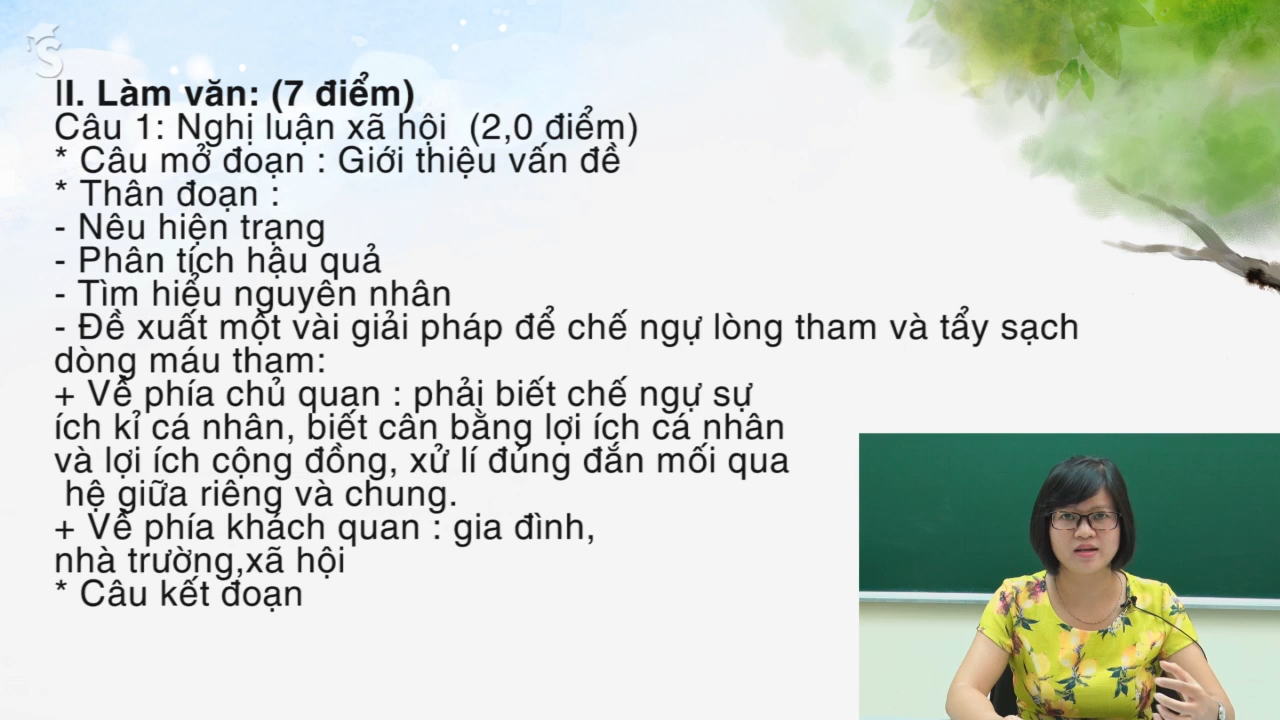 S
II. Làm văn: (7 điểm)
Câu 1: Nghị luận xã hội (2,0 điểm)
* Câu mở đoạn : Giới thiệu vấn đề
* Thân đoạn :
- Nêu hiện trạng
- Phân tích hậu quả
- Tìm hiểu nguyên nhân
- Đề xuất một vài giải pháp để chế ngự lòng tham và tẩy sạch
dòng máu tham:
+ Về phía chủ quan : phải biết chế ngự sự
ích kỉ cá nhân, biết cân bằng lợi ích cá nhân
và lợi ích cộng đồng, xử lí đúng đắn mối qua
hệ giữa riêng và chung.
+ Về phía khách quan : gia đình,
nhà trường,xã hội
* Câu kết đoạn